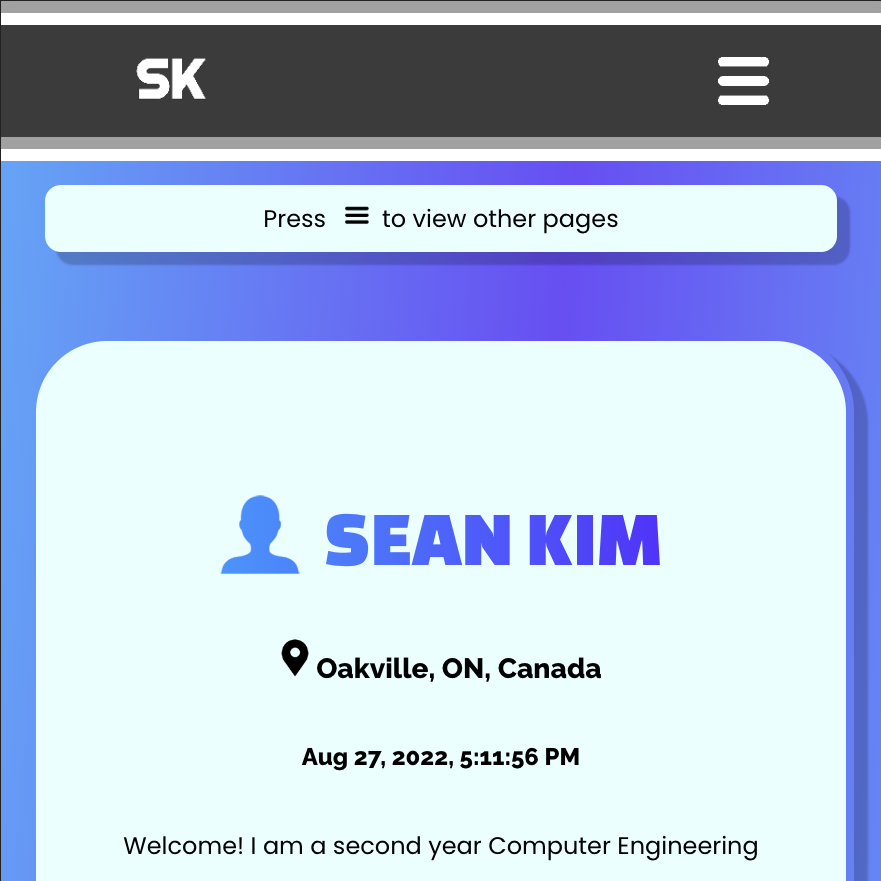 SK
Press to view other pages
SEAN KIM
Oakville, ON, Canada
Aug 27, 2022, 5:11:56 PM
Welcome! I am a second year Computer Engineering